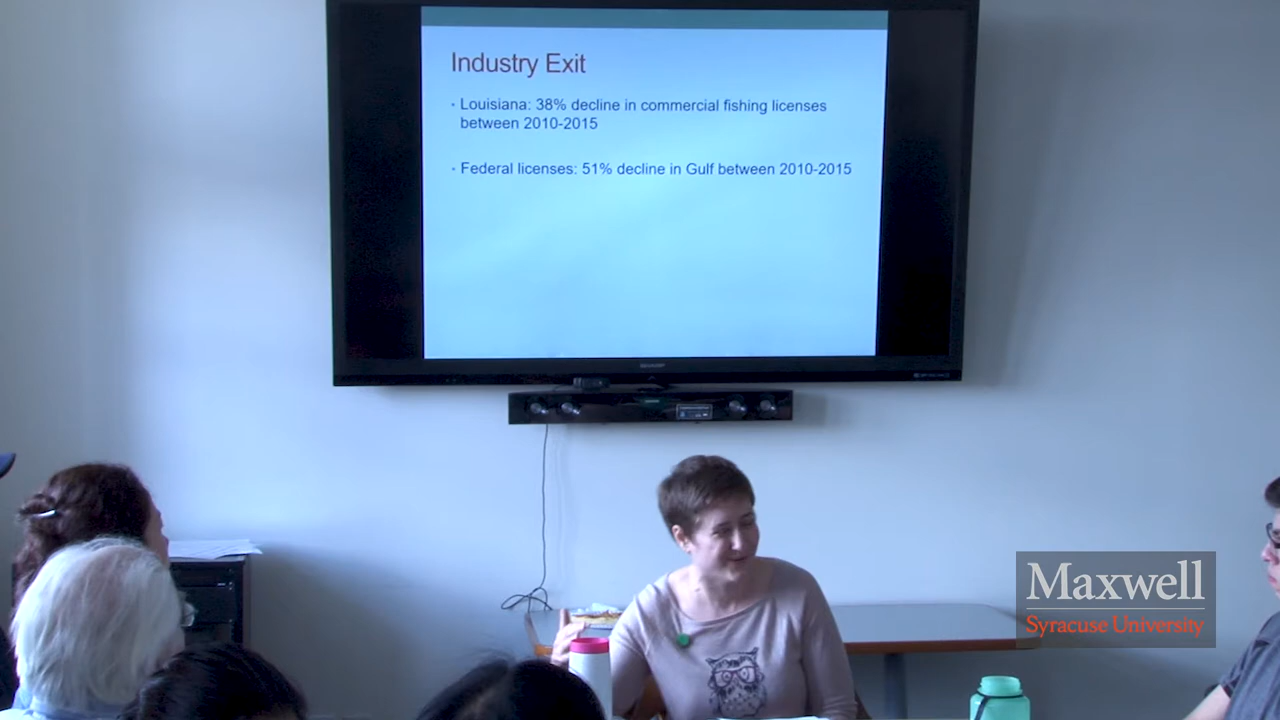 Industry Exit
• Louisiana: 38% decline in commercial fishing licenses
between 2010-2015
• Federal licenses: 51% decline in Gulf between 2010-2015
SHARP
Maxwell
Syracuse University